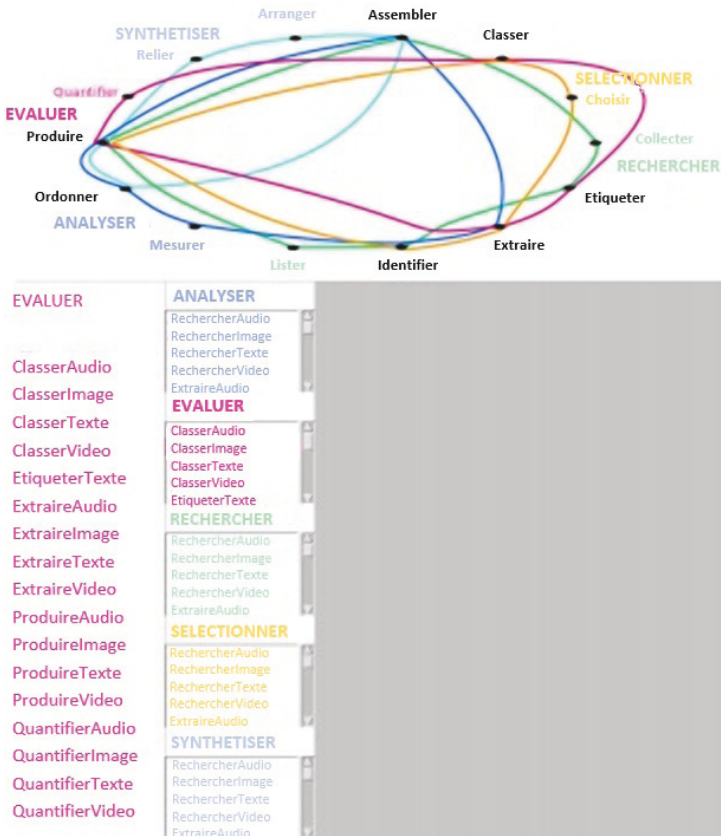 Arranger
Assembler
SYNTHETISER
Classer
Relier
SELECTIONNER
Quantifier
Choisir
EVALUER
Produire
Collecter
RECHERCHER
Ordonner
Etiqueter
ANALYSER
Mesurer
Extraire
Lister
Identifier
EVALUER
ClasserAudio
ClasserImage
ClasserTexte
ClasserVideo
EtiqueterTexte
ExtraireAudio
ExtraireImage
ExtraireTexte
ExtraireVideo
ProduireAudio
ProduireImage
ProduireTexte
ProduireVideo
QuantifierAudio
QuantifierImage
QuantifierTexte
QuantifierVideo
ANALYSER
RechercherAudio
RechercherImage
RechercherTexte
RechercherVideo
ExtraireAudio
EVALUER
ClasserAudio
ClasserImage
ClasserTexte
ClasserVideo
EtiqueterTexte
RECHERCHER
RechercherAudio
RechercherImage
RechercherTexte
RechercherVideo
ExtraireAudio
SELECTIONNER
RechercherAudio
RechercherImage
RechercherTexte
RechercherVideo
ExtraireAudio
SYNTHETISER
RechercherAudio
RechercherImage
RechercherTexte
RechercherVideo
ExtraireAudio